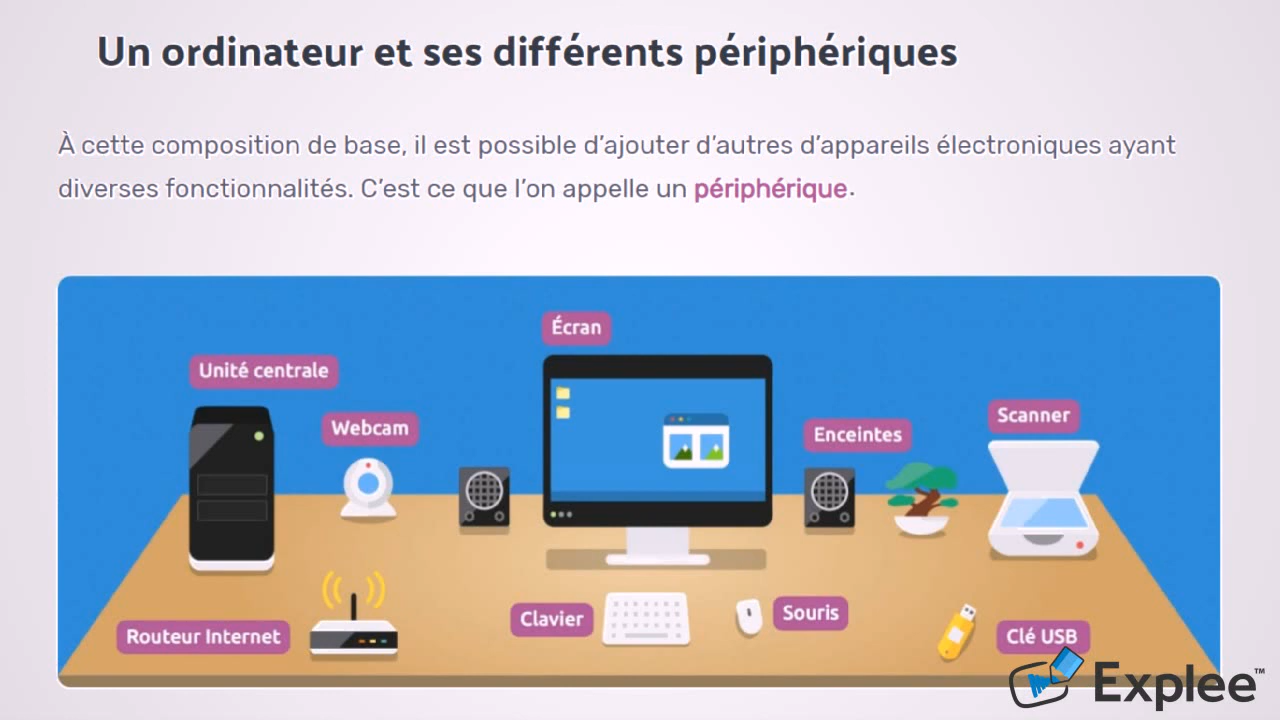 Un ordinateur et ses différents périphériques
À cette composition de base, il est possible d'ajouter d'autres d'appareils électroniques ayant
diverses fonctionnalités. C'est ce que l'on appelle un périphérique.
Écran
Unité centrale
Webcam
Enceintes
Scanner
Clavier
Souris
Routeur Internet
Clé USB
Explee™